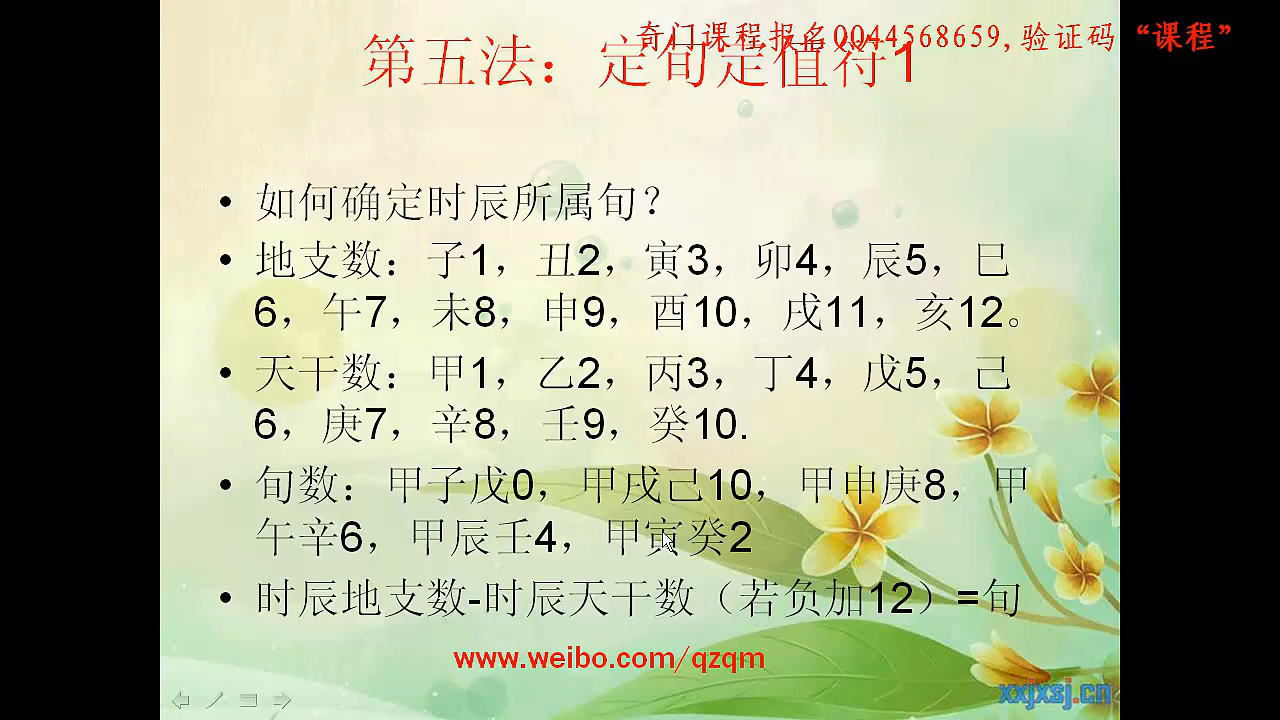 奇门课程报名0044568659,验证码“课程”
第五法：定旬定值符1
• 如何确定时辰所属旬？
• 地支数：子1，丑2，寅3，卯4，辰5，巳
6，午7，未8，申9，酉10，戌11，亥12。
• 天干数：甲1，乙2，丙3，丁4，戊5，己
6，庚7，辛8，壬9，癸10.
• 旬数：甲子戊0，甲戌己10，甲申庚8，甲
午辛6，甲辰壬4，甲寅癸2
• 时辰地支数-时辰天干数（若负加12）=旬
www.weibo.com/qzqm
xxjxsj.cn